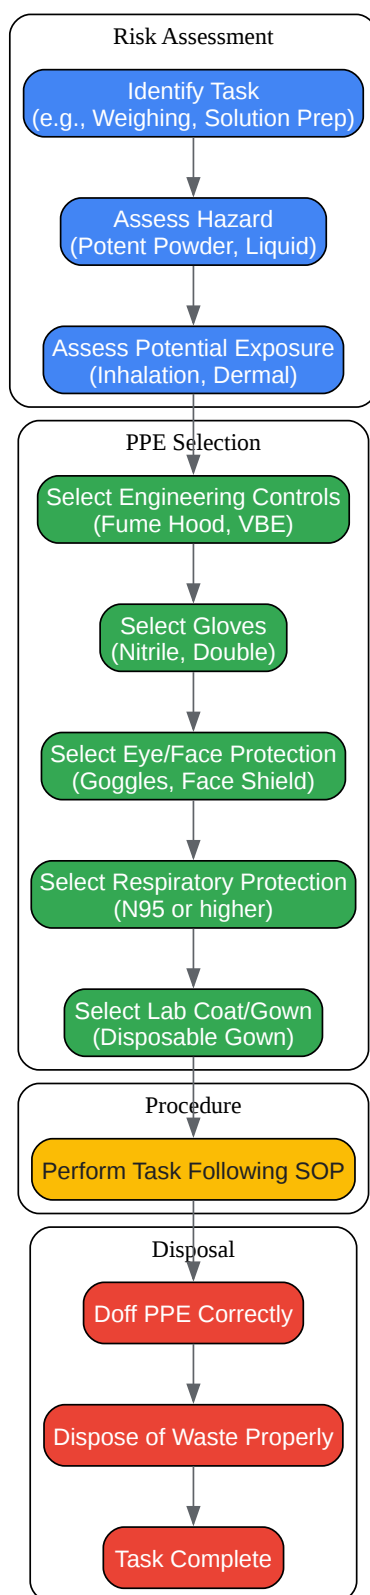 Risk Assessment
Identify Task
(e.g., Weighing, Solution Prep)
Assess Hazard
(Potent Powder, Liquid)
Assess Potential Exposure
(Inhalation, Dermal)
PPE Selection
Select Engineering Controls
(Fume Hood, VBE)
Select Gloves
(Nitrile, Double)
Select Eye/Face Protection
(Goggles, Face Shield)
Select Respiratory Protection
(N95 or higher)
Select Lab Coat/Gown
(Disposable Gown)
Procedure
Perform Task Following SOP
Disposal
Doff PPE Correctly
Dispose of Waste Properly
Task Complete